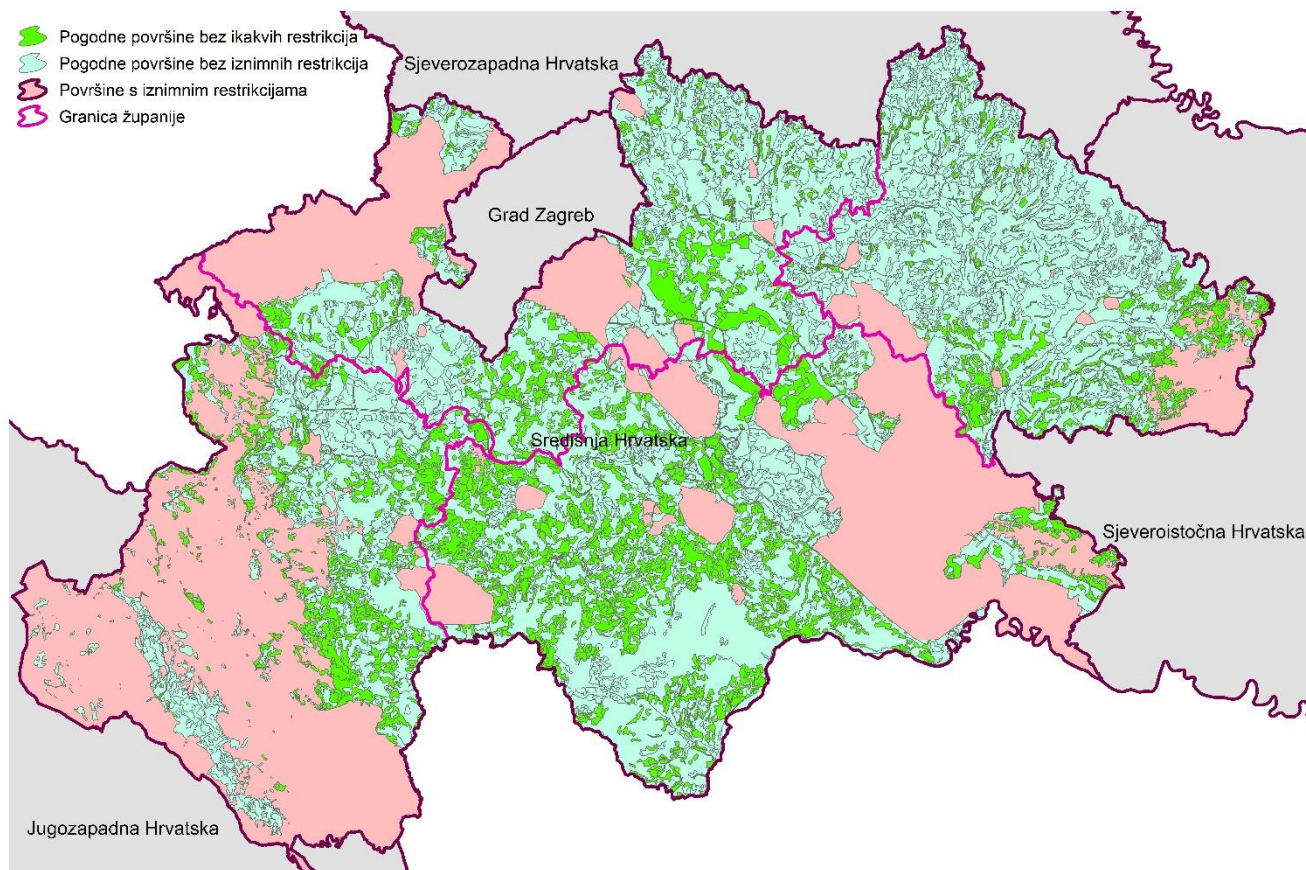 Pogodne površine bez ikakvih restrikcija
Pogodne površine bez iznimnih restrikcija
Površine s iznimnim restrikcijama
Granica županije
Sjeverozapadna Hrvatska
Grad Zagreb
Središnja Hrvatska
Sjeveroistočna Hrvatska
Jugozapadna Hrvatska